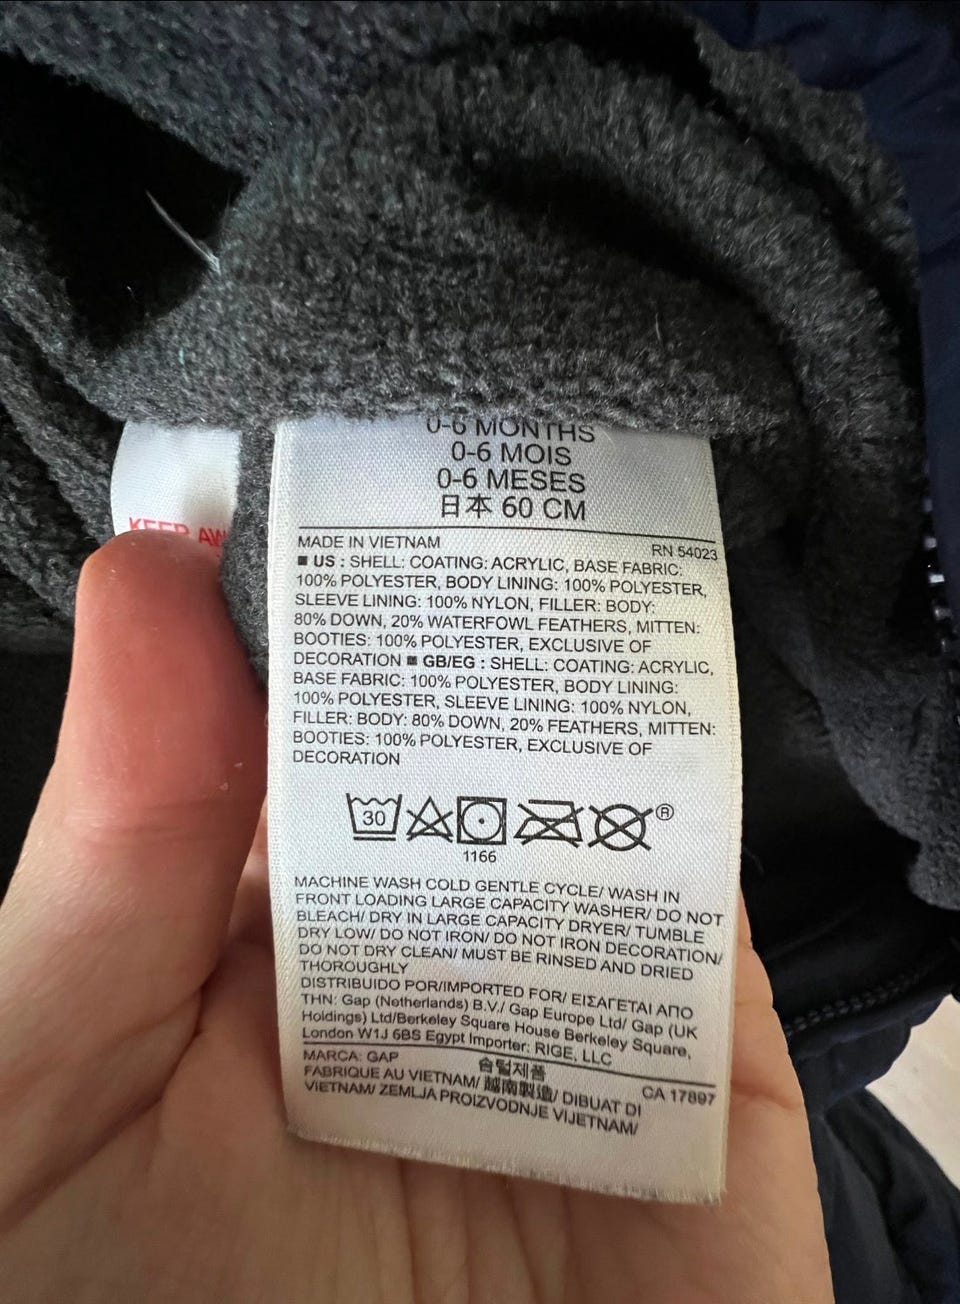 0-6 MONTHS
0-6 MOIS
0-6 MESES
日本 60 CM
KEEP
MADE IN VIETNAM
RN 54023
■ US : SHELL: COATING: ACRYLIC, BASE FABRIC:
100% POLYESTER, BODY LINING: 100% POLYESTER,
SLEEVE LINING: 100% NYLON, FILLER: BODY:
80% DOWN, 20% WATERFOWL FEATHERS, MITTEN:
BOOTIES: 100% POLYESTER, EXCLUSIVE OF
DECORATION ■ GB/EG : SHELL: COATING: ACRYLIC,
BASE FABRIC: 100% POLYESTER, BODY LINING:
100% POLYESTER, SLEEVE LINING: 100% NYLON,
FILLER: BODY: 80% DOWN, 20% FEATHERS, MITTEN:
BOOTIES: 100% POLYESTER, EXCLUSIVE OF
DECORATION
30
®
1166
MACHINE WASH COLD GENTLE CYCLE/ WASH IN
FRONT LOADING LARGE CAPACITY WASHER/ DO NOT
BLEACH/ DRY IN LARGE CAPACITY DRYER/ TUMBLE
DRY LOW/ DO NOT IRON/ DO NOT IRON DECORATION/
DO NOT DRY CLEAN/ MUST BE RINSED AND DRIED
THOROUGHLY
DISTRIBUIDO POR/IMPORTED FOR/ ΕΙΣΑΓΕΤΑΙ ΑΠΟ
THN: Gap (Netherlands) B.V./ Gap Europe Ltd/ Gap (UK
Holdings) Ltd/Berkeley Square House Berkeley Square,
London W1J 6BS Egypt Importer: RIGE, LLC
MARCA: GAP
솜털제품
CA 17897
FABRIQUE AU VIETNAM/ 越南製造/ DIBUAT DI
VIETNAM/ ZEMLJA PROIZVODNJE VIJETNAM/